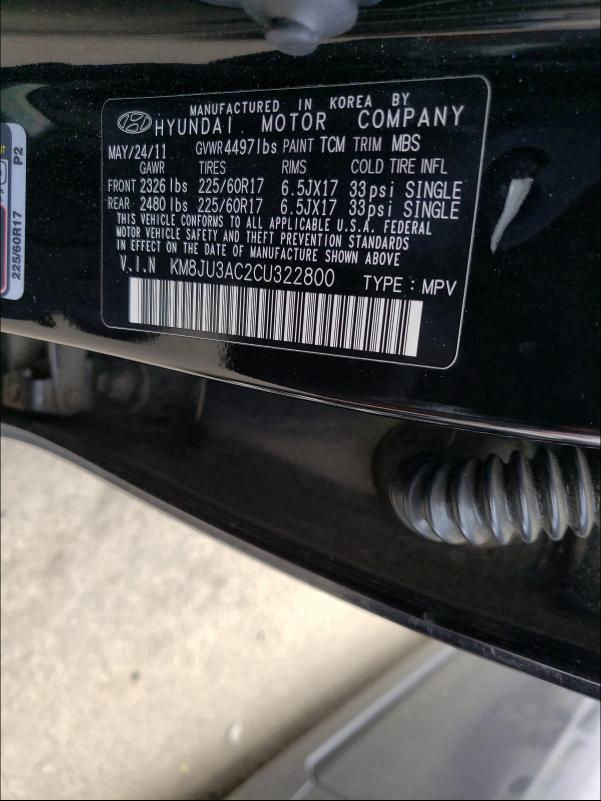 MANUFACTURED IN KOREA BY
HYUNDAI MOTOR COMPANY
MAY/24/11 GVWR 4497lbs PAINT TCM TRIM MBS
GAWR TIRES RIMS COLD TIRE INFL
FRONT 2326 lbs 225/60R17 6.5JX17 33psi SINGLE
REAR 2480 lbs 225/60R17 6.5JX17 33psi SINGLE
THIS VEHICLE CONFORMS TO ALL APPLICABLE U.S.A. FEDERAL
MOTOR VEHICLE SAFETY AND THEFT PREVENTION STANDARDS
IN EFFECT ON THE DATE OF MANUFACTURE SHOWN ABOVE
V.I.N KM8JU3AC2CU322800 TYPE : MPV
225/60R17 P2